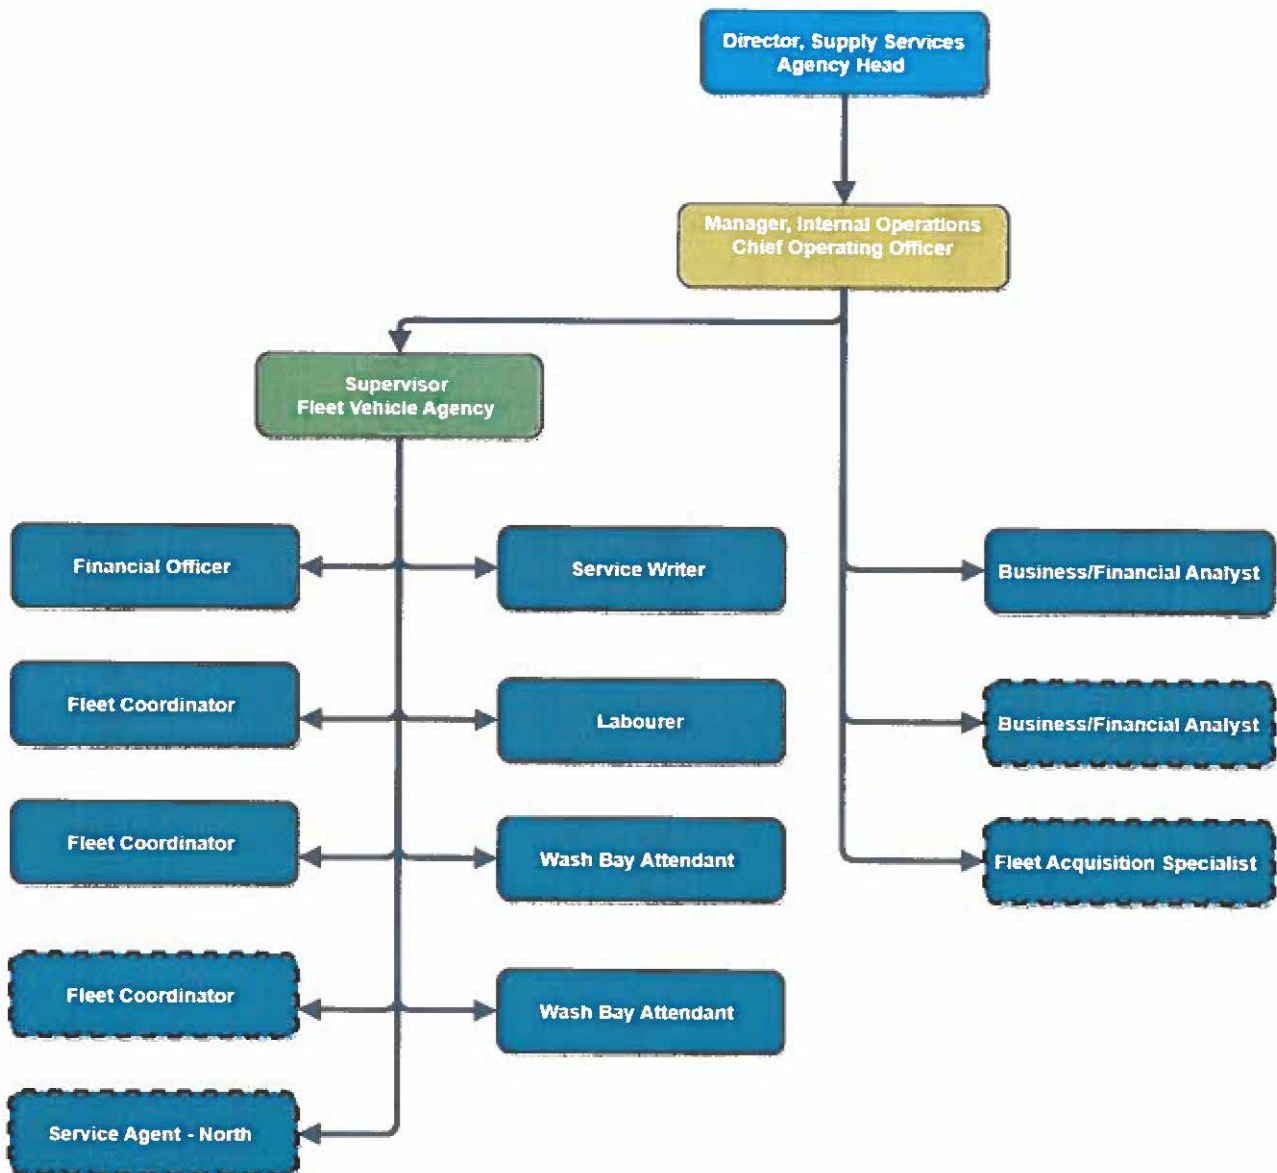 Director, Supply Services
Agency Head
Manager, Internal Operations
Chief Operating Officer
Supervisor
Fleet Vehicle Agency
Financial Officer
Service Writer
Business/Financial Analyst
Fleet Coordinator
Labourer
Business/Financial Analyst
Fleet Coordinator
Wash Bay Attendant
Fleet Acquisition Specialist
Fleet Coordinator
Wash Bay Attendant
Service Agent - North